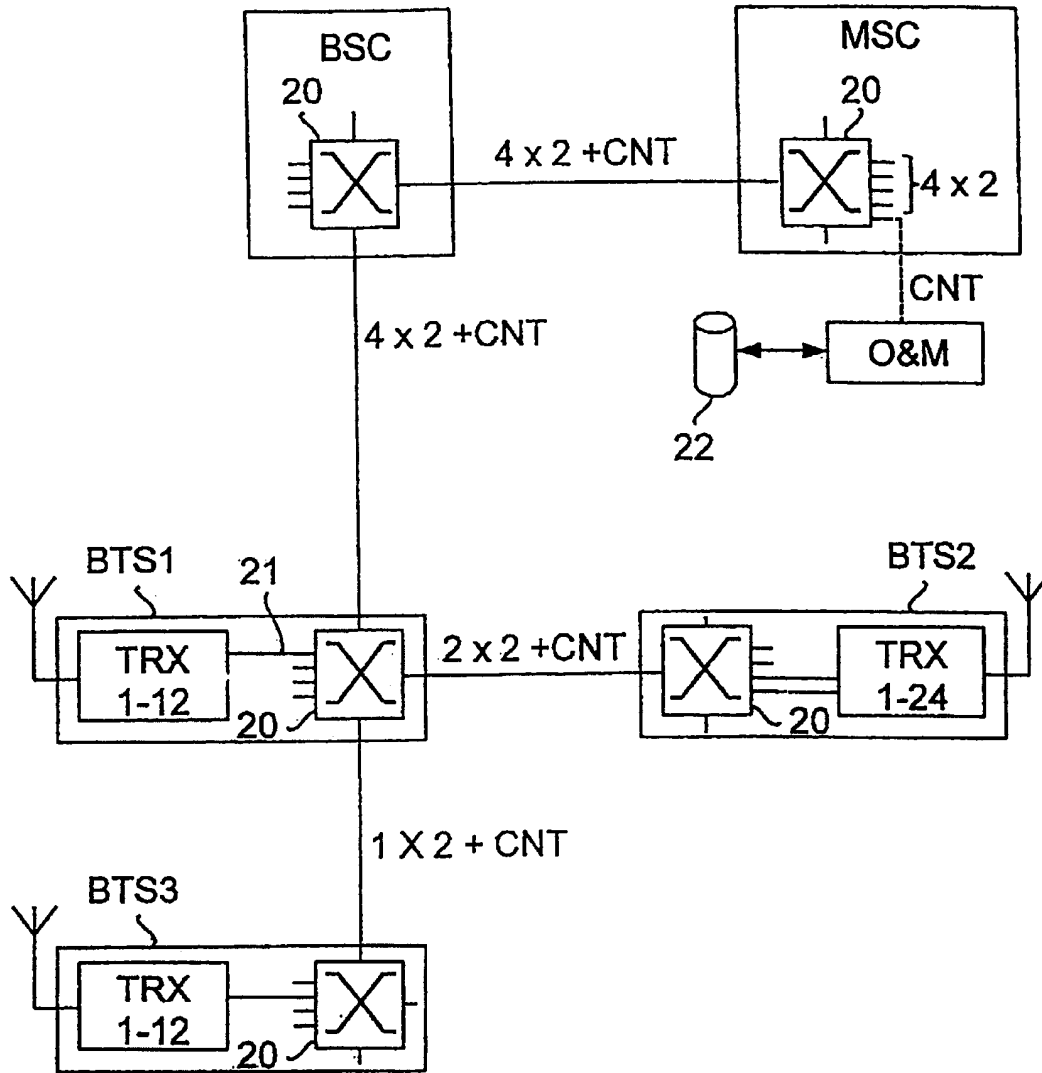 BSC
MSC
20
20
4 x 2 +CNT
4 x 2
CNT
4 x 2 +CNT
O&M
22
BTS1
21
BTS2
TRX
1-12
2 x 2 +CNT
TRX
1-24
20
20
1 X 2 + CNT
BTS3
TRX
1-12
20